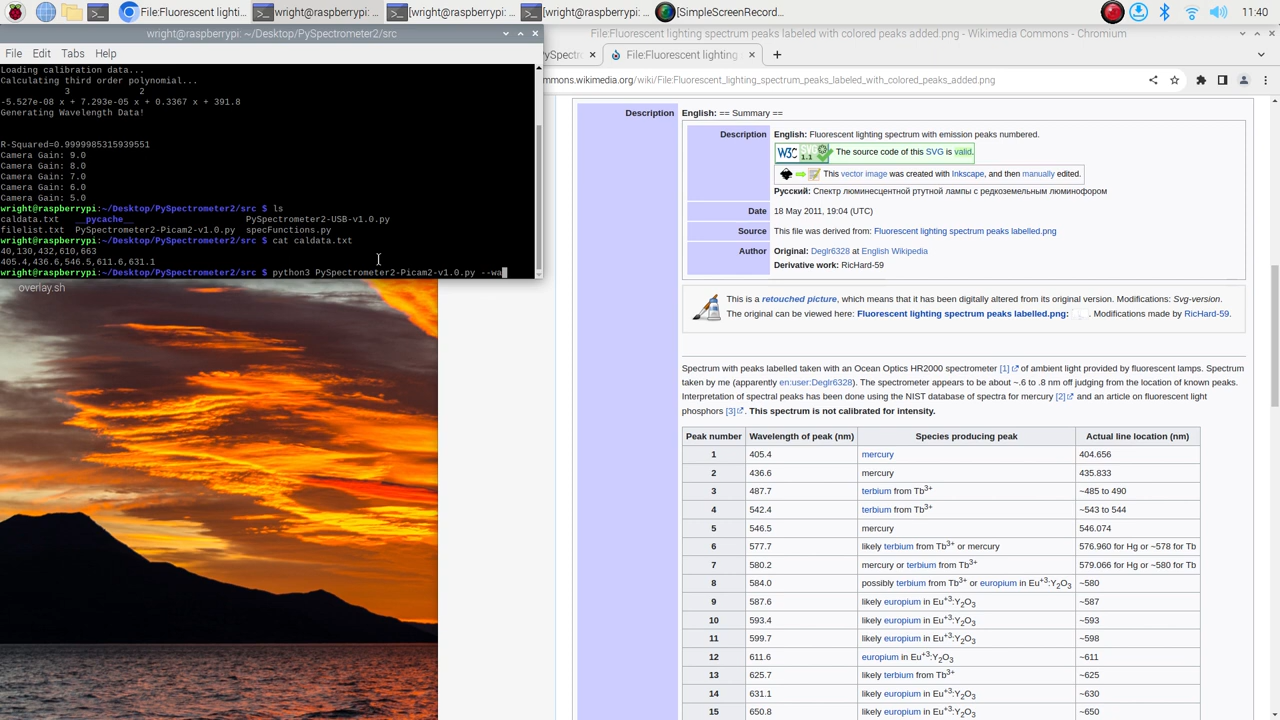 File:Fluorescent lig...
[wright@raspberrypi: ...
[wright@raspberrypi: ...
[wright@raspberrypi: ...
[SimpleScreenRecord...
11:40
wright@raspberrypi: ~/Desktop/PySpectrometer2/src
File Edit Tabs Help
Loading calibration data...
Calculating third order polynomial...
3 2
-5.527e-08 x + 7.293e-05 x + 0.3367 x + 391.8
Generating Wavelength Data!
R-Squared=0.9999985315939551
Camera Gain: 9.0
Camera Gain: 8.0
Camera Gain: 7.0
Camera Gain: 6.0
Camera Gain: 5.0
wright@raspberrypi:~/Desktop/PySpectrometer2/src $ ls
caldata.txt __pycache__ PySpectrometer2-USB-v1.0.py
filelist.txt PySpectrometer2-Picam2-v1.0.py specFunctions.py
wright@raspberrypi:~/Desktop/PySpectrometer2/src $ cat caldata.txt
40,130,432,610,663
405.4,436.6,546.5,611.6,631.1
wright@raspberrypi:~/Desktop/PySpectrometer2/src $ python3 PySpectrometer2-Picam2-v1.0.py --wa
overlay.sh
File:Fluorescent lighting spectrum peaks labeled with colored peaks added.png - Wikimedia Commons - Chromium
File:Fluorescent lighting
mmons.wikimedia.org/wiki/File:Fluorescent_lighting_spectrum_peaks_labeled_with_colored_peaks_added.png
Description English: == Summary ==
Description English: Fluorescent lighting spectrum with emission peaks numbered.
W3C SVG 1.1 The source code of this SVG is valid.
This vector image was created with Inkscape, and then manually edited.
Русский: Спектр люминесцентной ртутной лампы с редкоземельным люминофором
Date 18 May 2011, 19:04 (UTC)
Source This file was derived from: Fluorescent lighting spectrum peaks labelled.png
Author Original: Deglr6328 at English Wikipedia
Derivative work: RicHard-59
This is a retouched picture, which means that it has been digitally altered from its original version. Modifications: Svg-version.
The original can be viewed here: Fluorescent lighting spectrum peaks labelled.png: . Modifications made by RicHard-59.
Spectrum with peaks labelled taken with an Ocean Optics HR2000 spectrometer [1] of ambient light provided by fluorescent lamps. Spectrum
taken by me (apparently en:user:Deglr6328). The spectrometer appears to be about ~.6 to .8 nm off judging from the location of known peaks.
Interpretation of spectral peaks has been done using the NIST database of spectra for mercury [2] and an article on fluorescent light
phosphors [3]. This spectrum is not calibrated for intensity.
Peak number Wavelength of peak (nm) Species producing peak Actual line location (nm)
1 405.4 mercury 404.656
2 436.6 mercury 435.833
3 487.7 terbium from Tb3+ ~485 to 490
4 542.4 terbium from Tb3+ ~543 to 544
5 546.5 mercury 546.074
6 577.7 likely terbium from Tb3+ or mercury 576.960 for Hg or ~578 for Tb
7 580.2 mercury or terbium from Tb3+ 579.066 for Hg or ~580 for Tb
8 584.0 possibly terbium from Tb3+ or europium in Eu+3:Y2O3 ~580
9 587.6 likely europium in Eu+3:Y2O3 ~587
10 593.4 likely europium in Eu+3:Y2O3 ~593
11 599.7 likely europium in Eu+3:Y2O3 ~598
12 611.6 europium in Eu+3:Y2O3 ~611
13 625.7 likely terbium from Tb3+ ~625
14 631.1 likely europium in Eu+3:Y2O3 ~630
15 650.8 likely europium in Eu+3:Y2O3 ~650